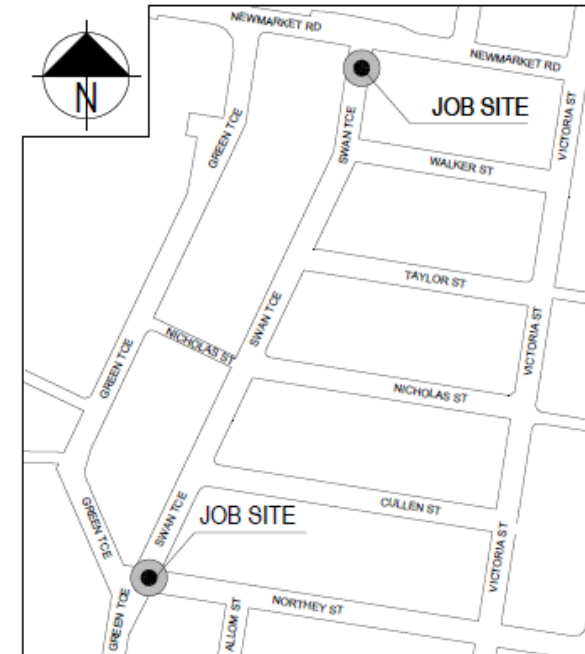 NEWMARKET RD
NEWMARKET RD
N
JOB SITE
GREEN TCE
SWAN TCE
VICTORIA ST
WALKER ST
TAYLOR ST
SWAN TCE
VICTORIA ST
NICHOLAS ST
GREEN TCE
NICHOLAS ST
CULLEN ST
GREEN TCE
SWAN TCE
JOB SITE
VICTORIA ST
GREEN TCE
ALLOM ST
NORTHEY ST